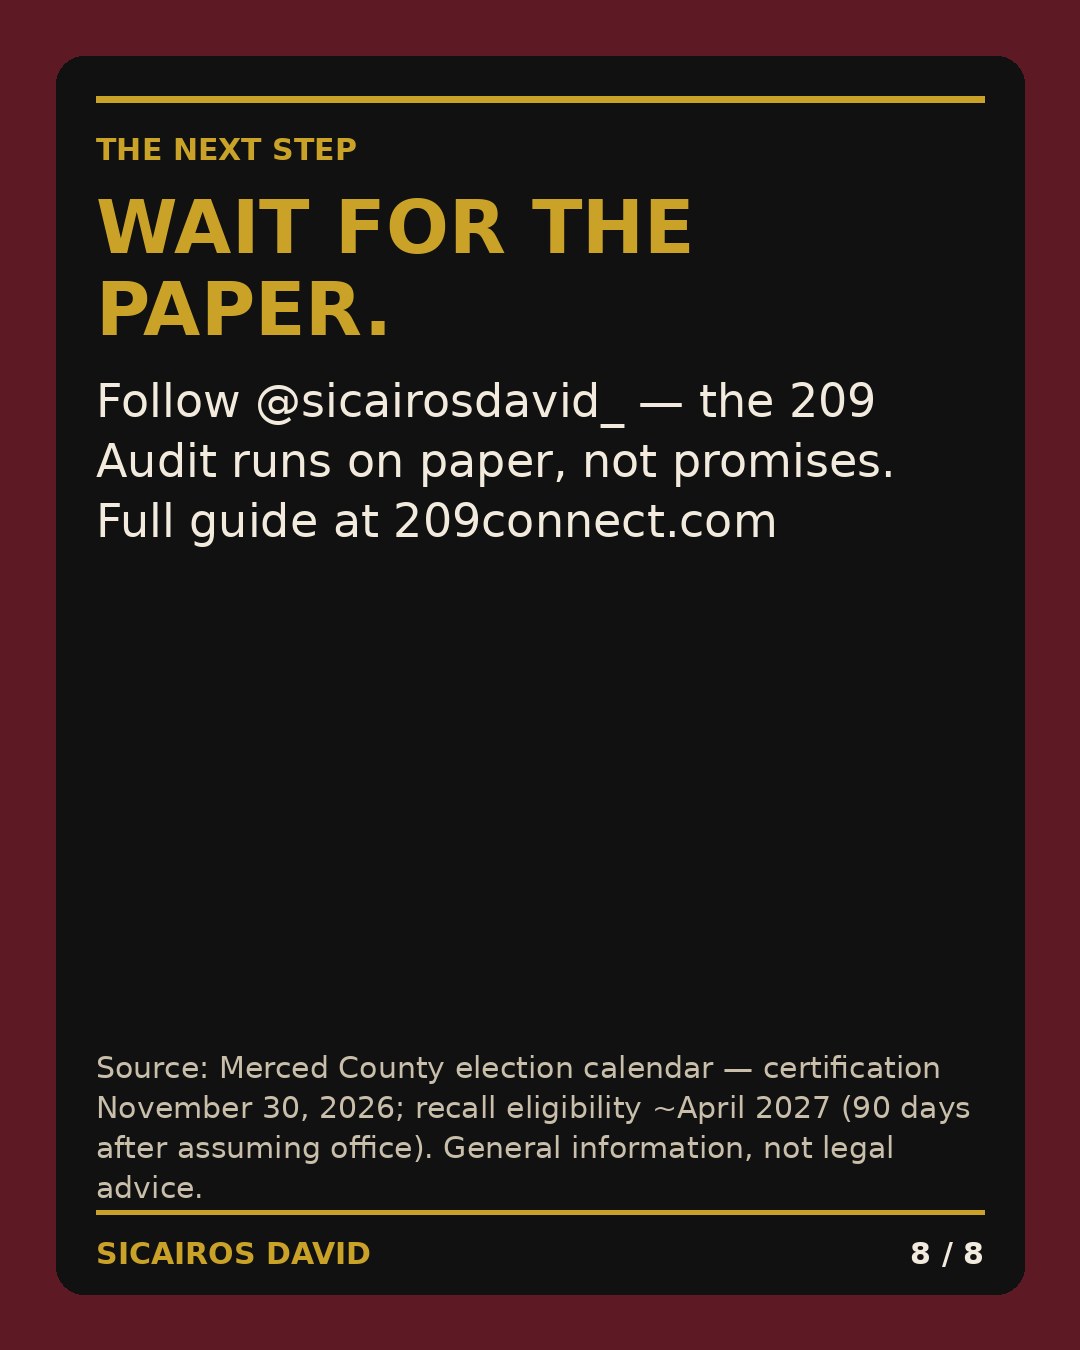 THE NEXT STEP
WAIT FOR THE
PAPER.
Follow @sicairosdavid_ — the 209
Audit runs on paper, not promises.
Full guide at 209connect.com
Source: Merced County election calendar — certification
November 30, 2026; recall eligibility ~April 2027 (90 days
after assuming office). General information, not legal
advice.
SICAIROS DAVID
8 / 8